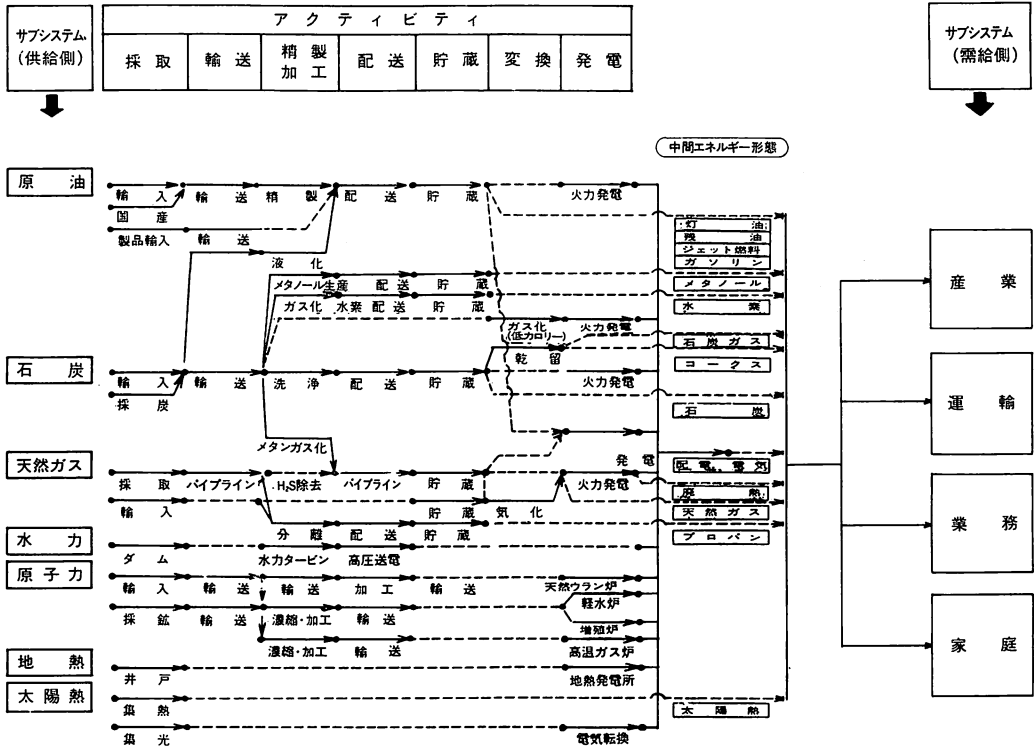 サブシステム
(供給側)
アクティビティ
採取 輸送 精製加工 配送 貯蔵 変換 発電
サブシステム
(需給側)
中間エネルギー形態
原油
輸入 輸送 精製 配送 貯蔵 火力発電
国産
製品輸入 輸送
液化
灯油
残油
ジェット燃料
ガソリン
メタノール生産 配送 貯蔵
メタノール
ガス化 水素配送 貯蔵
水素
ガス化 火力発電
(低カロリー)
石炭ガス
乾留
コークス
石炭
輸入 輸送 洗浄 配送 貯蔵 火力発電
採炭
石炭
メタンガス化
天然ガス
発電
配電 電気
採取 パイプライン H₂S除去 パイプライン 貯蔵 火力発電
廃熱
輸入 貯蔵 気化
天然ガス
分離 配送 貯蔵
プロパン
水力
ダム 水力タービン 高圧送電
原子力
輸入 輸送 輸送 加工 輸送 天然ウラン炉
軽水炉
採鉱 輸送 濃縮・加工 輸送
増殖炉
濃縮・加工 輸送 高温ガス炉
地熱
井戸 地熱発電所
太陽熱
集熱
太陽熱
集光 電気転換
産業
運輸
業務
家庭